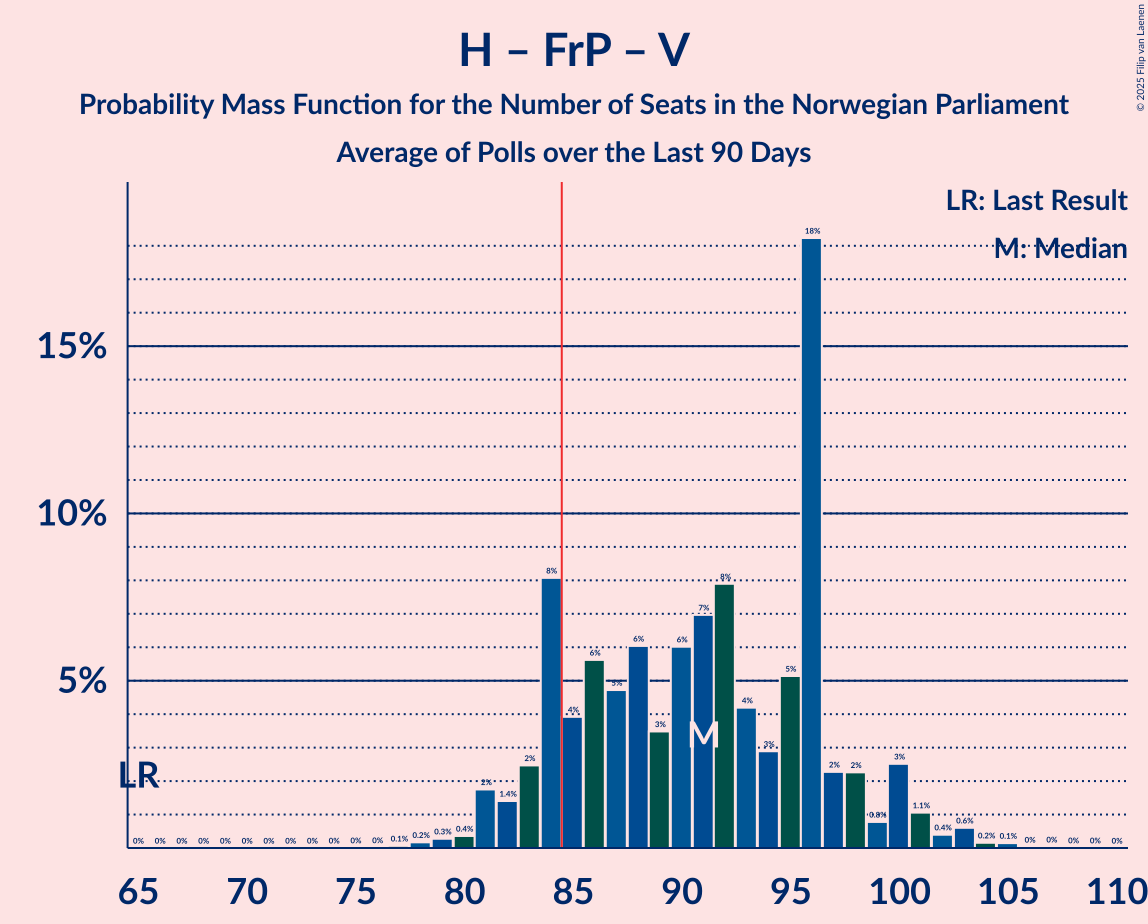 H – FrP – V
Probability Mass Function for the Number of Seats in the Norwegian Parliament
Average of Polls over the Last 90 Days
© 2025 Filip van Laenen
LR: Last Result
M: Median
15%
10%
5%
LR
M
0% 0% 0% 0% 0% 0% 0% 0% 0% 0% 0% 0% 0.1% 0.2% 0.3% 0.4% 2% 1.4% 2% 8% 4% 6% 5% 6% 3% 6% 7% 8% 4% 3% 5% 18% 2% 2% 0.8% 3% 1.1% 0.4% 0.6% 0.2% 0.1% 0% 0% 0% 0% 0%
65 70 75 80 85 90 95 100 105 110